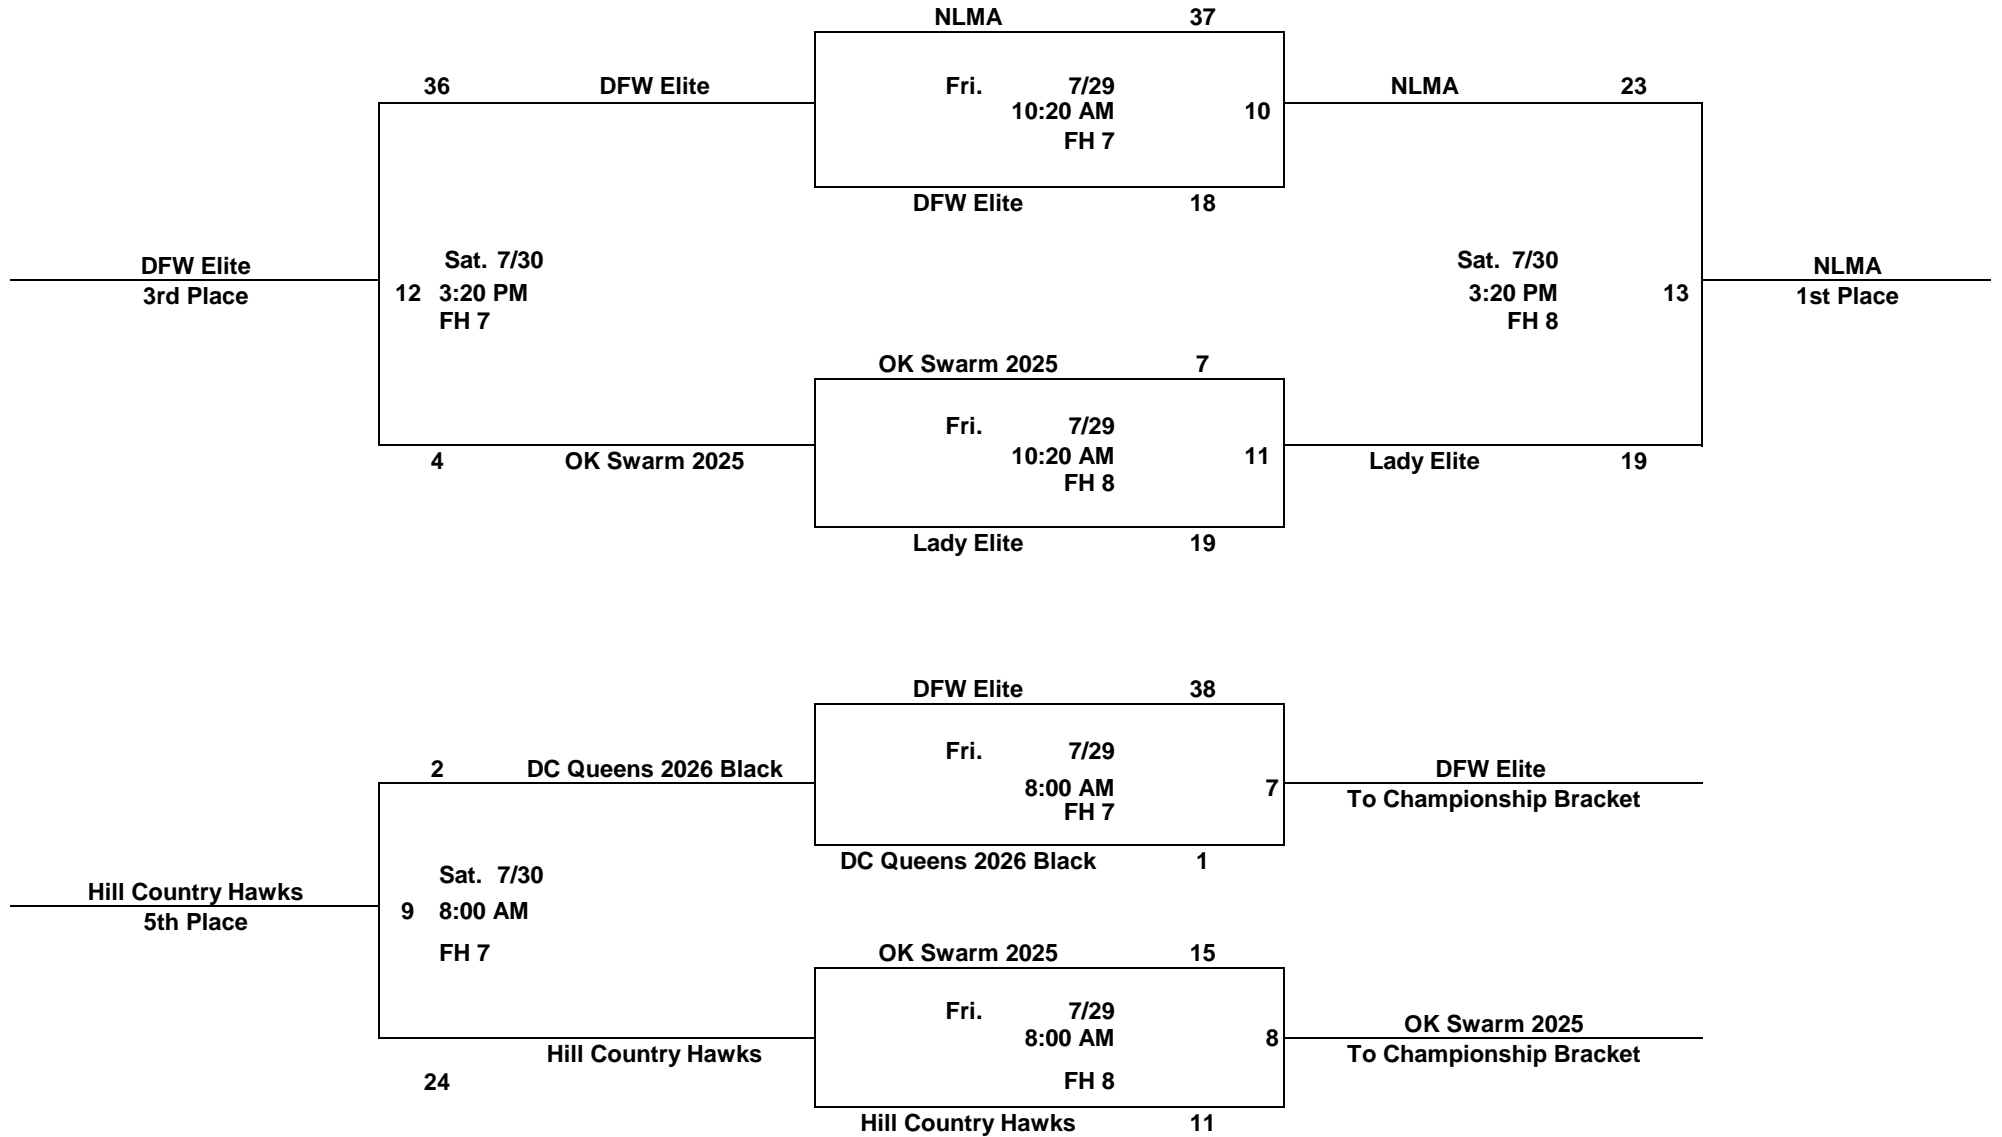 NLMA 37
36 DFW Elite Fri. 7/29 NLMA 23
10:20 AM 10
FH 7
DFW Elite 18
DFW Elite Sat. 7/30 Sat. 7/30 NLMA
3rd Place 12 3:20 PM 3:20 PM 13 1st Place
FH 7 FH 8
OK Swarm 2025 7
Fri. 7/29
4 OK Swarm 2025 10:20 AM 11 Lady Elite 19
FH 8
Lady Elite 19
DFW Elite 38
Fri. 7/29
2 DC Queens 2026 Black DFW Elite
8:00 AM 7 To Championship Bracket
FH 7
DC Queens 2026 Black 1
Sat. 7/30
Hill Country Hawks
9 8:00 AM
5th Place
FH 7 OK Swarm 2025 15
Fri. 7/29
8:00 AM 8 OK Swarm 2025
Hill Country Hawks To Championship Bracket
24 FH 8
Hill Country Hawks 11